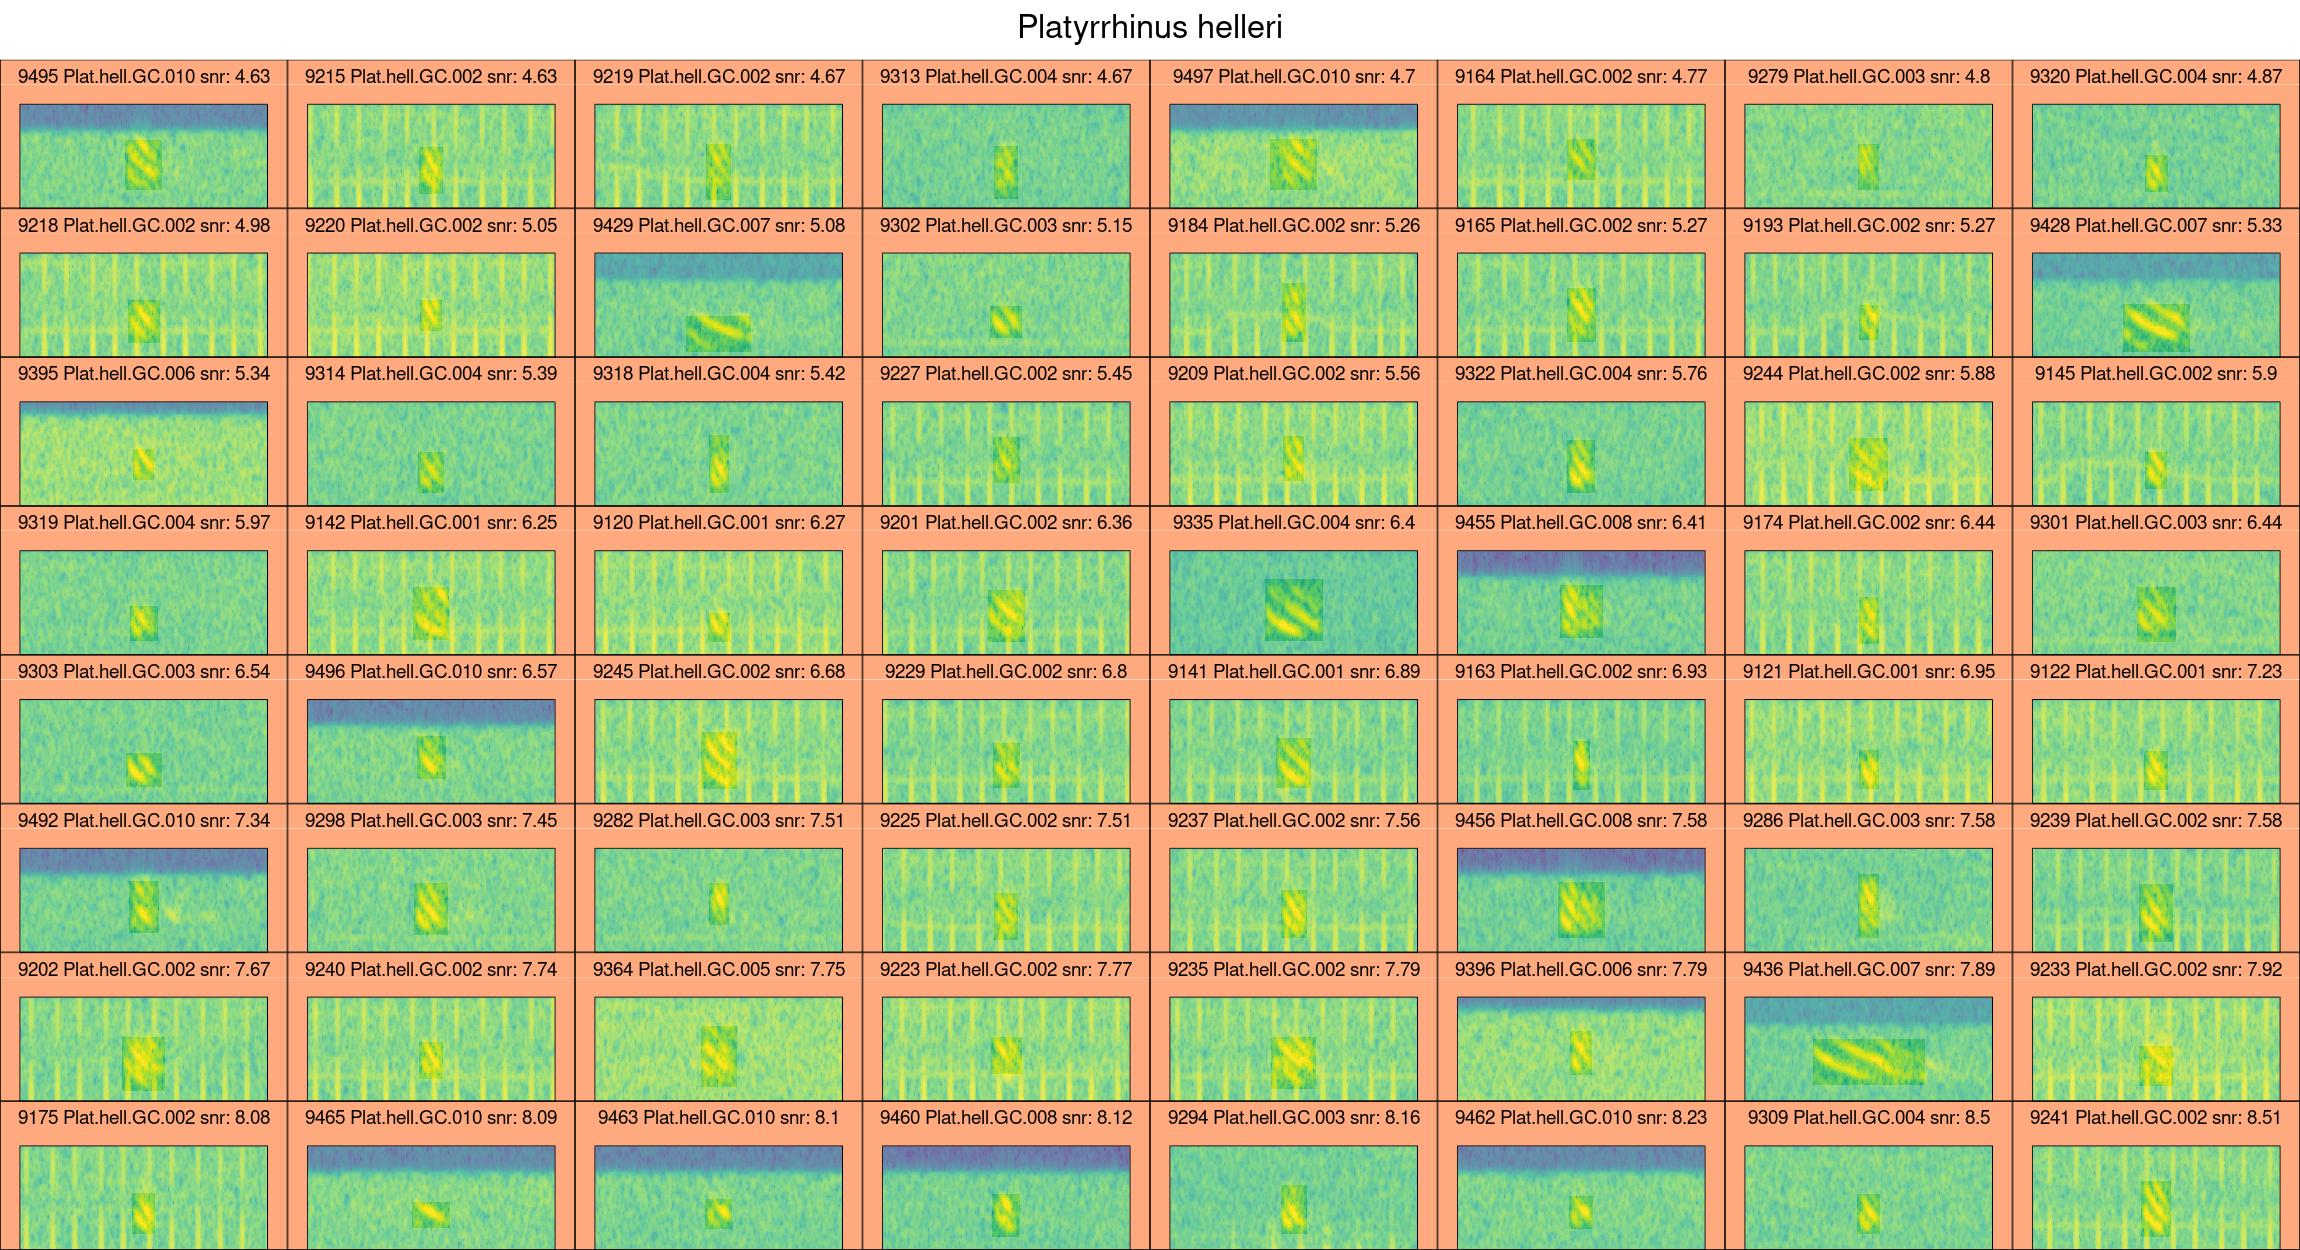 Platyrrhinus helleri
9495 Plat.hell.GC.010 snr: 4.63 9215 Plat.hell.GC.002 snr: 4.63 9219 Plat.hell.GC.002 snr: 4.67 9313 Plat.hell.GC.004 snr: 4.67 9497 Plat.hell.GC.010 snr: 4.7 9164 Plat.hell.GC.002 snr: 4.77 9279 Plat.hell.GC.003 snr: 4.8 9320 Plat.hell.GC.004 snr: 4.87
9218 Plat.hell.GC.002 snr: 4.98 9220 Plat.hell.GC.002 snr: 5.05 9429 Plat.hell.GC.007 snr: 5.08 9302 Plat.hell.GC.003 snr: 5.15 9184 Plat.hell.GC.002 snr: 5.26 9165 Plat.hell.GC.002 snr: 5.27 9193 Plat.hell.GC.002 snr: 5.27 9428 Plat.hell.GC.007 snr: 5.33
9395 Plat.hell.GC.006 snr: 5.34 9314 Plat.hell.GC.004 snr: 5.39 9318 Plat.hell.GC.004 snr: 5.42 9227 Plat.hell.GC.002 snr: 5.45 9209 Plat.hell.GC.002 snr: 5.56 9322 Plat.hell.GC.004 snr: 5.76 9244 Plat.hell.GC.002 snr: 5.88 9145 Plat.hell.GC.002 snr: 5.9
9319 Plat.hell.GC.004 snr: 5.97 9142 Plat.hell.GC.001 snr: 6.25 9120 Plat.hell.GC.001 snr: 6.27 9201 Plat.hell.GC.002 snr: 6.36 9335 Plat.hell.GC.004 snr: 6.4 9455 Plat.hell.GC.008 snr: 6.41 9174 Plat.hell.GC.002 snr: 6.44 9301 Plat.hell.GC.003 snr: 6.44
9303 Plat.hell.GC.003 snr: 6.54 9496 Plat.hell.GC.010 snr: 6.57 9245 Plat.hell.GC.002 snr: 6.68 9229 Plat.hell.GC.002 snr: 6.8 9141 Plat.hell.GC.001 snr: 6.89 9163 Plat.hell.GC.002 snr: 6.93 9121 Plat.hell.GC.001 snr: 6.95 9122 Plat.hell.GC.001 snr: 7.23
9492 Plat.hell.GC.010 snr: 7.34 9298 Plat.hell.GC.003 snr: 7.45 9282 Plat.hell.GC.003 snr: 7.51 9225 Plat.hell.GC.002 snr: 7.51 9237 Plat.hell.GC.002 snr: 7.56 9456 Plat.hell.GC.008 snr: 7.58 9286 Plat.hell.GC.003 snr: 7.58 9239 Plat.hell.GC.002 snr: 7.58
9202 Plat.hell.GC.002 snr: 7.67 9240 Plat.hell.GC.002 snr: 7.74 9364 Plat.hell.GC.005 snr: 7.75 9223 Plat.hell.GC.002 snr: 7.77 9235 Plat.hell.GC.002 snr: 7.79 9396 Plat.hell.GC.006 snr: 7.79 9436 Plat.hell.GC.007 snr: 7.89 9233 Plat.hell.GC.002 snr: 7.92
9175 Plat.hell.GC.002 snr: 8.08 9465 Plat.hell.GC.010 snr: 8.09 9463 Plat.hell.GC.010 snr: 8.1 9460 Plat.hell.GC.008 snr: 8.12 9294 Plat.hell.GC.003 snr: 8.16 9462 Plat.hell.GC.010 snr: 8.23 9309 Plat.hell.GC.004 snr: 8.5 9241 Plat.hell.GC.002 snr: 8.51